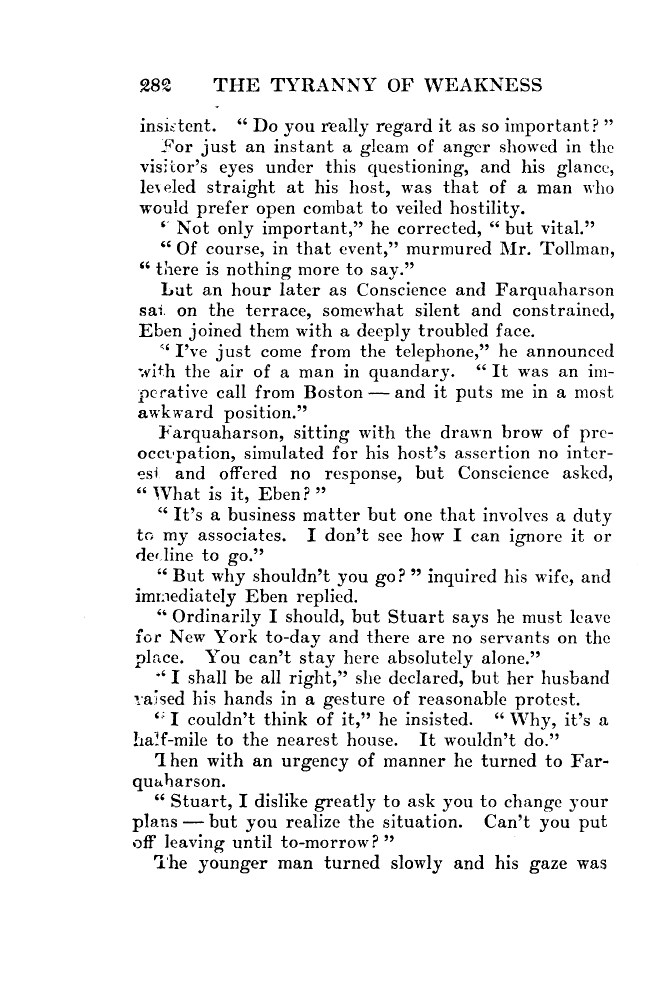 282 THE TYRANNY OF WEAKNESS
insistent. “ Do you really regard it as so important? ”
For just an instant a gleam of anger showed in the
visitor’s eyes under this questioning, and his glance,
leveled straight at his host, was that of a man who
would prefer open combat to veiled hostility.
“ Not only important,” he corrected, “ but vital.”
“ Of course, in that event,” murmured Mr. Tollman,
“ there is nothing more to say.”
But an hour later as Conscience and Farquaharson
sat on the terrace, somewhat silent and constrained,
Eben joined them with a deeply troubled face.
“ I’ve just come from the telephone,” he announced
with the air of a man in quandary. “ It was an im-
perative call from Boston — and it puts me in a most
awkward position.”
Farquaharson, sitting with the drawn brow of pre-
occupation, simulated for his host’s assertion no inter-
est and offered no response, but Conscience asked,
“ What is it, Eben? ”
“ It’s a business matter but one that involves a duty
to my associates. I don’t see how I can ignore it or
decline to go.”
“ But why shouldn’t you go? ” inquired his wife, and
immediately Eben replied.
“ Ordinarily I should, but Stuart says he must leave
for New York to-day and there are no servants on the
place. You can’t stay here absolutely alone.”
“ I shall be all right,” she declared, but her husband
raised his hands in a gesture of reasonable protest.
“ I couldn’t think of it,” he insisted. “ Why, it’s a
half-mile to the nearest house. It wouldn’t do.”
Then with an urgency of manner he turned to Far-
quaharson.
“ Stuart, I dislike greatly to ask you to change your
plans — but you realize the situation. Can’t you put
off leaving until to-morrow? ”
The younger man turned slowly and his gaze was